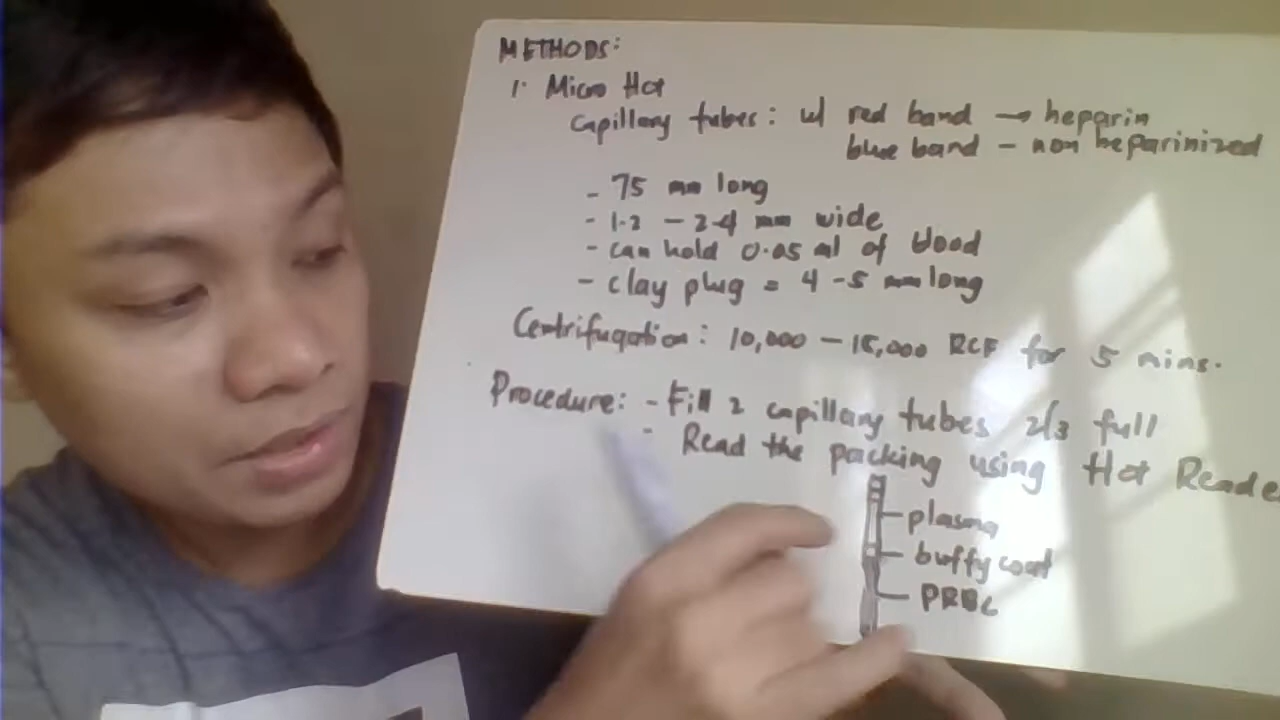 METHODS:
1. Micro Hct
Capillary tubes: w/ red band → heparin
blue band - non heparinized
- 75 mm long
- 1.2 - 2.4 mm wide
- can hold 0.05 ml of blood
- clay plug = 4-5 mm long
Centrifugation: 10,000 - 15,000 RCF for 5 mins.
Procedure: - Fill 2 capillary tubes 2/3 full
- Read the packing using Hct Reade
plasma
buffy coat
PRBC